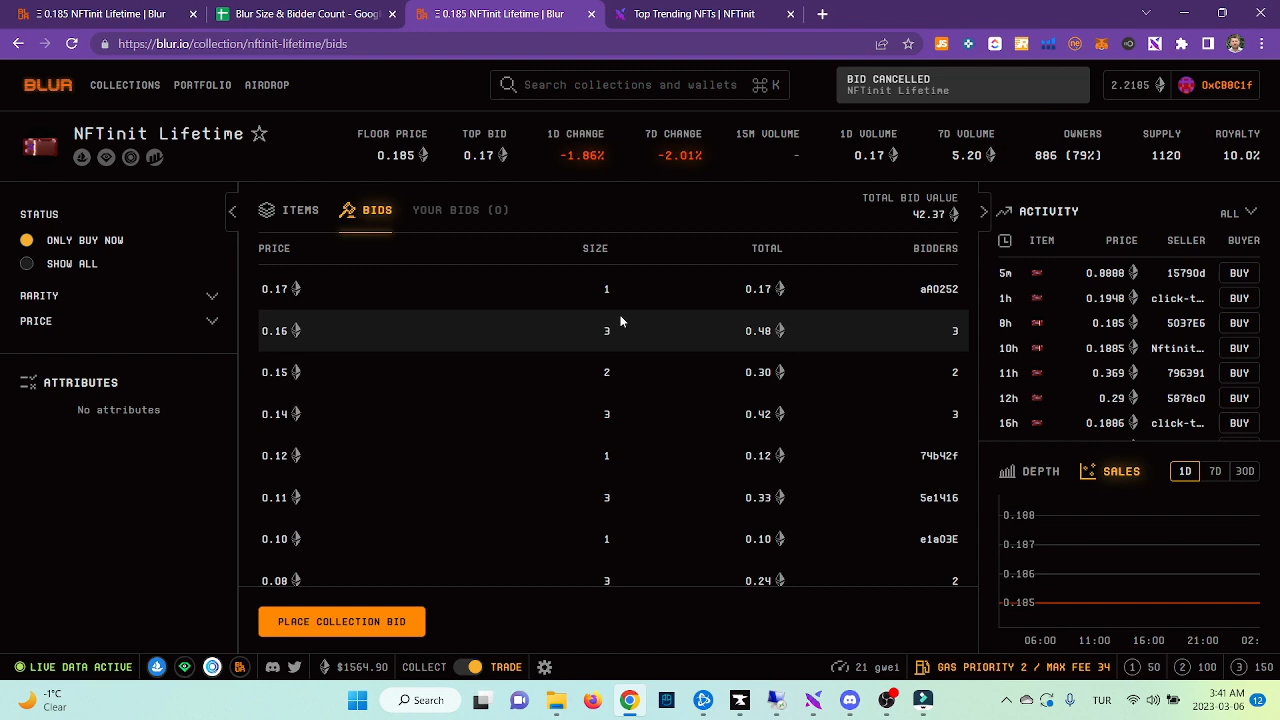 Ξ 0.185 NFTinit Lifetime | Blur
Blur Size & Bidder Count - Goog
Ξ 0.185 NFTinit Lifetime | Blur
Top Trending NFTs | NFTinit
https://blur.io/collection/nftinit-lifetime/bids
BLUR
COLLECTIONS
PORTFOLIO
AIRDROP
Search collections and wallets
⌘ K
BID CANCELLED
NFTinit Lifetime
2.2185
0xCB0C1f
NFTinit Lifetime
FLOOR PRICE
0.185
TOP BID
0.17
1D CHANGE
-1.86%
7D CHANGE
-2.01%
15M VOLUME
-
1D VOLUME
0.17
7D VOLUME
5.20
OWNERS
886 (79%)
SUPPLY
1120
ROYALTY
10.0%
STATUS
ONLY BUY NOW
SHOW ALL
RARITY
PRICE
ATTRIBUTES
No attributes
ITEMS
BIDS
YOUR BIDS (0)
TOTAL BID VALUE
42.37
PRICE SIZE TOTAL BIDDERS
0.17 1 0.17 aA0252
0.16 3 0.48 3
0.15 2 0.30 2
0.14 3 0.42 3
0.12 1 0.12 74b42f
0.11 3 0.33 5e1416
0.10 1 0.10 e1a03E
0.08 3 0.24 2
PLACE COLLECTION BID
ACTIVITY
ALL
ITEM PRICE SELLER BUYER
5m 0.8888 15790d BUY
1h 0.1948 click-t... BUY
8h 0.185 5037E6 BUY
10h 0.1885 Nftinit... BUY
11h 0.369 796391 BUY
12h 0.29 5878c0 BUY
16h 0.1886 click-t... BUY
DEPTH
SALES
1D
7D
30D
0.188
0.187
0.186
0.185
06:00 11:00 16:00 21:00 02:
LIVE DATA ACTIVE
$1564.90
COLLECT
TRADE
21 gwei
GAS PRIORITY 2 / MAX FEE 34
1 50
2 100
3 150
-1°C
Clear
Search
TUR
3:41 AM
2023-03-06
12